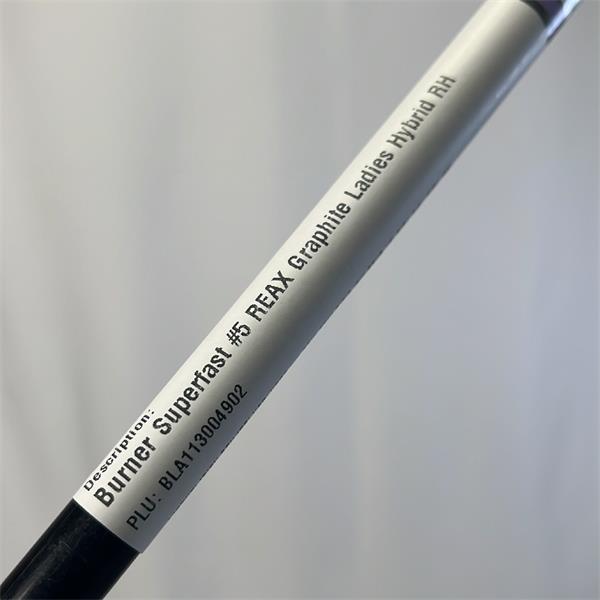 Description:
Burner Superfast #5 REAX Graphite Ladies Hybrid RH
PLU: BLA113004902